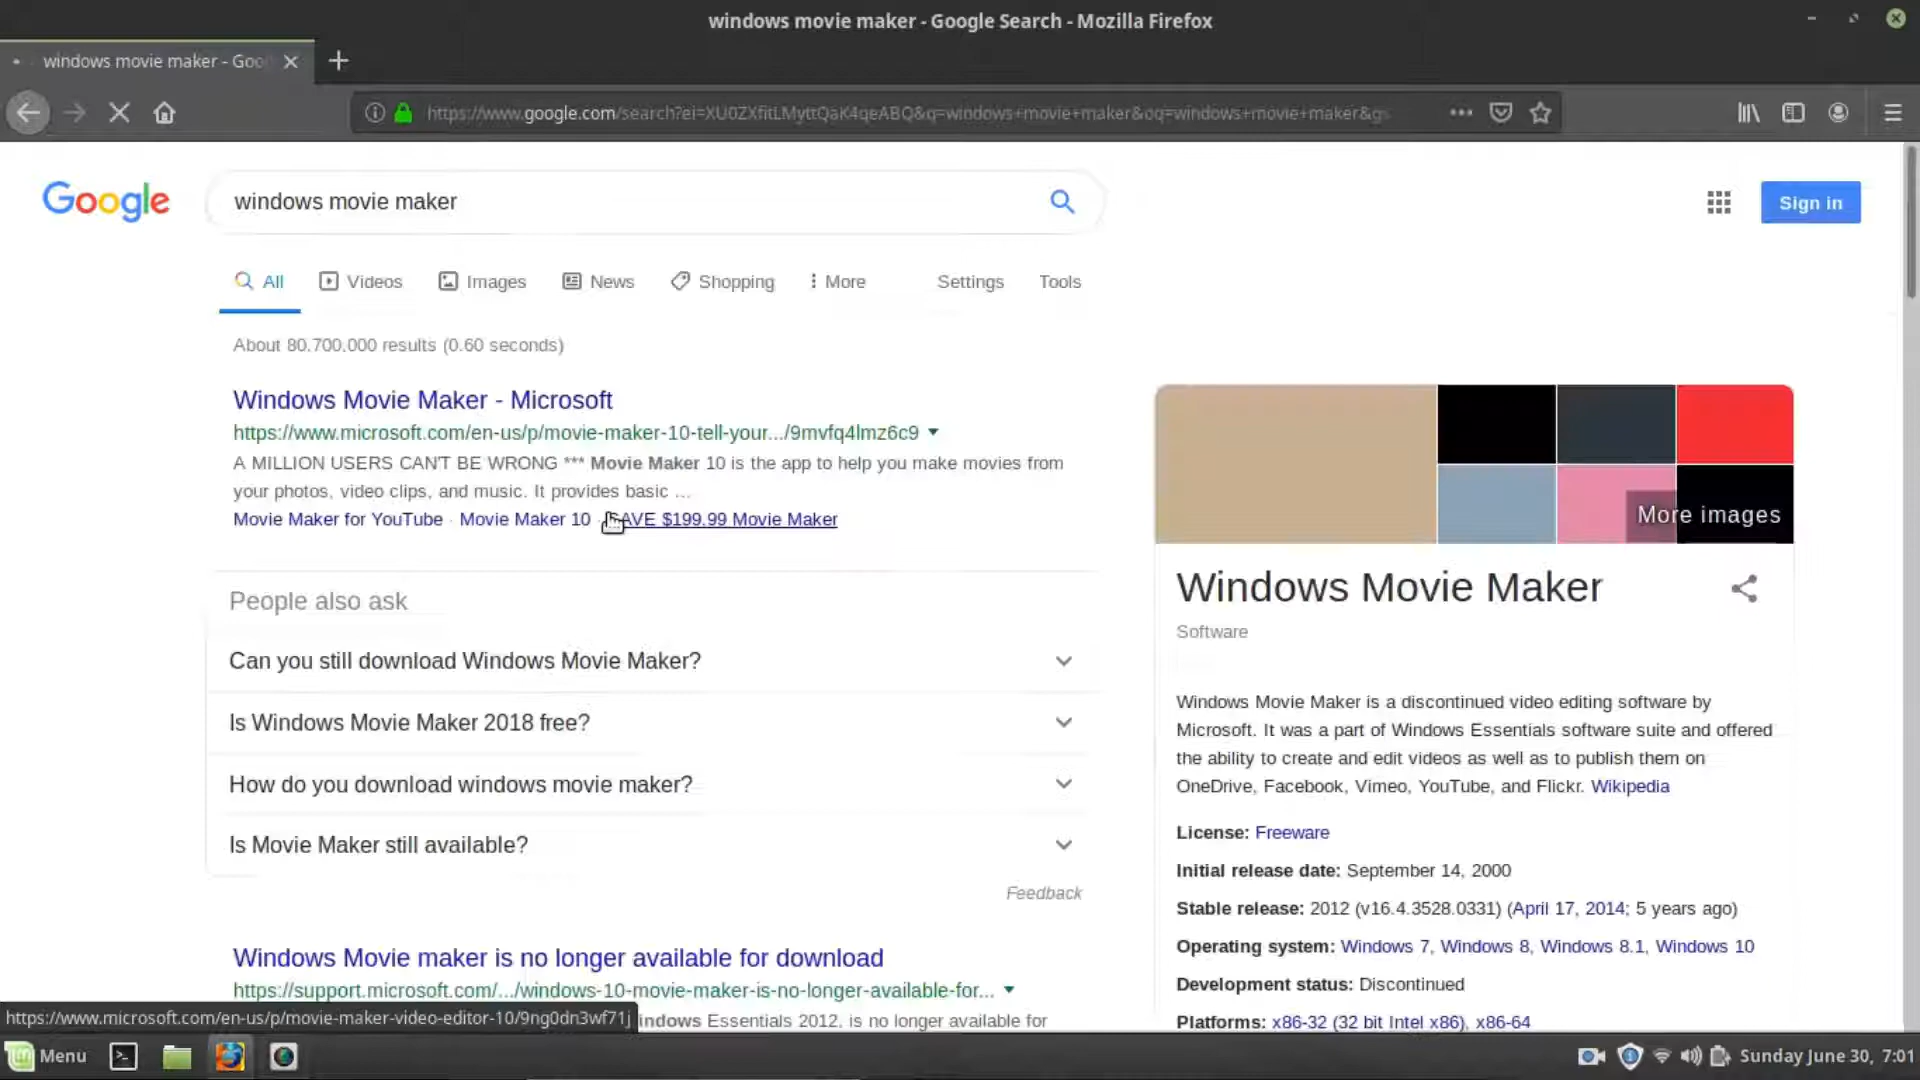 windows movie maker - Google Search - Mozilla Firefox
windows movie maker - Goo
https://www.google.com/search?ei=XU0ZXfitLMyttQaK4qeABQ&q=windows+movie+maker&oq=windows+movie+maker&gs
Google
windows movie maker
Sign in
All Videos Images News Shopping More Settings Tools
About 80,700,000 results (0.60 seconds)
Windows Movie Maker - Microsoft
https://www.microsoft.com/en-us/p/movie-maker-10-tell-your.../9mvfq4lmz6c9
A MILLION USERS CAN'T BE WRONG *** Movie Maker 10 is the app to help you make movies from
your photos, video clips, and music. It provides basic ...
Movie Maker for YouTube · Movie Maker 10 · AVE $199.99 Movie Maker
People also ask
Can you still download Windows Movie Maker?
Is Windows Movie Maker 2018 free?
How do you download windows movie maker?
Is Movie Maker still available?
Feedback
Windows Movie maker is no longer available for download
https://support.microsoft.com/.../windows-10-movie-maker-is-no-longer-available-for...
indows Essentials 2012, is no longer available for
https://www.microsoft.com/en-us/p/movie-maker-video-editor-10/9ng0dn3wf71j
More images
Windows Movie Maker
Software
Windows Movie Maker is a discontinued video editing software by
Microsoft. It was a part of Windows Essentials software suite and offered
the ability to create and edit videos as well as to publish them on
OneDrive, Facebook, Vimeo, YouTube, and Flickr. Wikipedia
License: Freeware
Initial release date: September 14, 2000
Stable release: 2012 (v16.4.3528.0331) (April 17, 2014; 5 years ago)
Operating system: Windows 7, Windows 8, Windows 8.1, Windows 10
Development status: Discontinued
Platforms: x86-32 (32 bit Intel x86), x86-64
Menu
Sunday June 30, 7:01